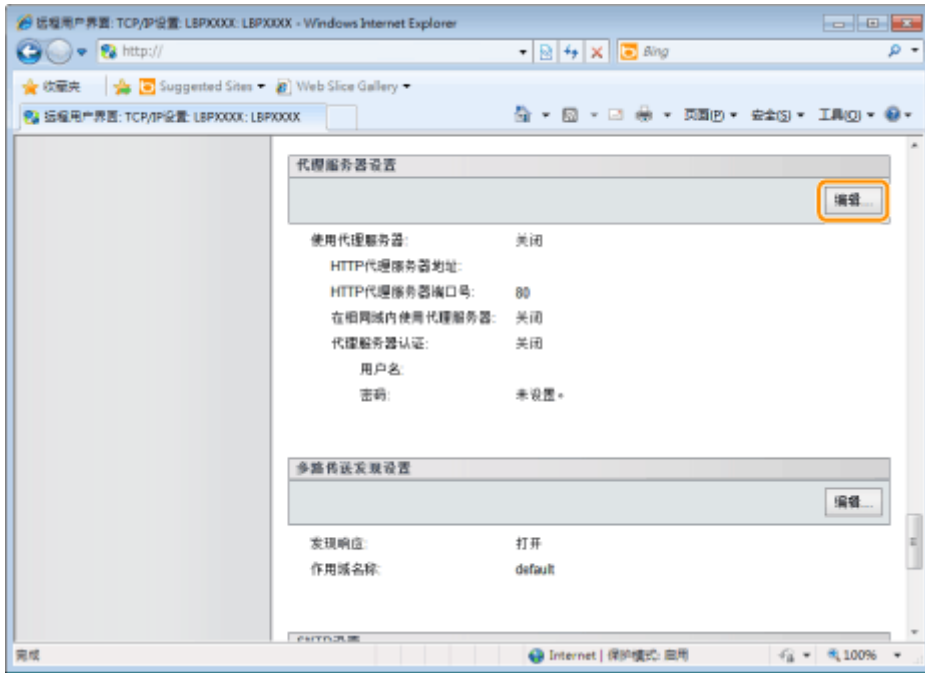 远程用户界面: TCP/IP设置: LBPXXXX: LBPXXXX - Windows Internet Explorer
http://
Bing
收藏夹 Suggested Sites Web Slice Gallery
远程用户界面: TCP/IP设置: LBPXXXX: LBPXXXX 页面(P) 安全(S) 工具(O)
代理服务器设置
编辑...
使用代理服务器: 关闭
HTTP代理服务器地址:
HTTP代理服务器端口号: 80
在相同域内使用代理服务器: 关闭
代理服务器认证: 关闭
用户名:
密码: 未设置。
多路传送发现设置
编辑...
发现响应: 打开
作用域名称: default
SNTP设置
完成 Internet | 保护模式: 启用 100%